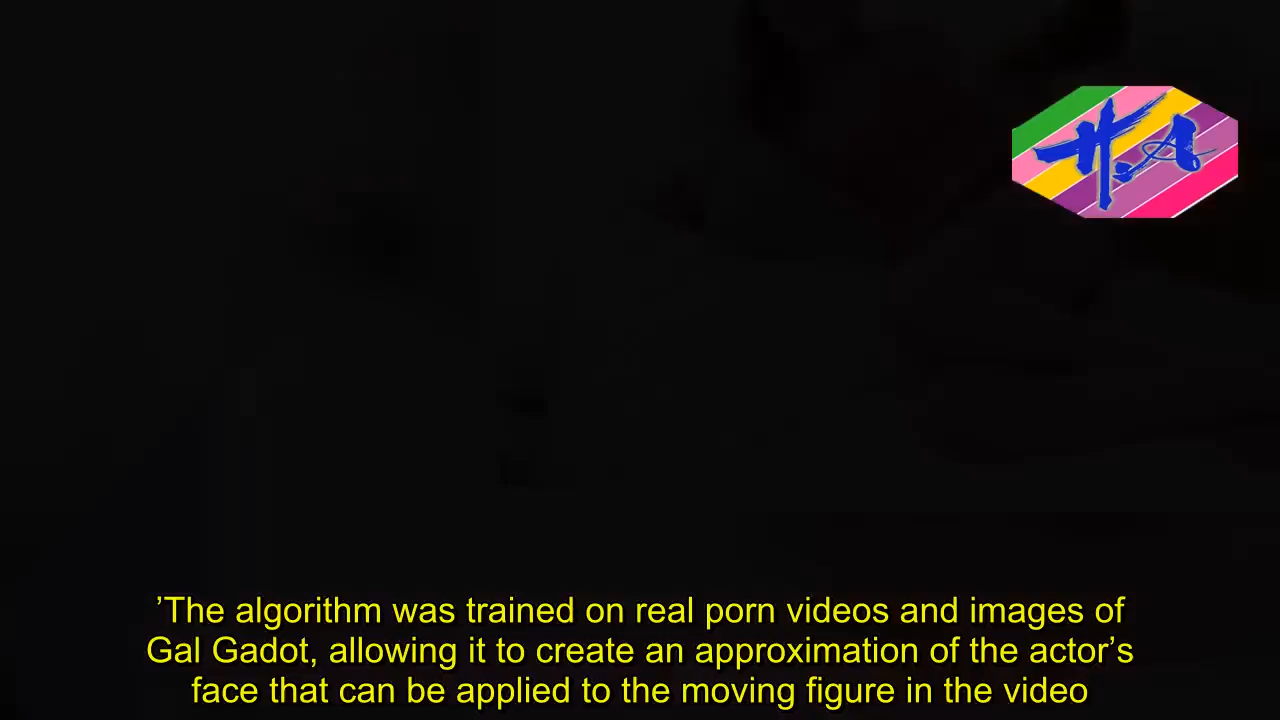 H.A
’The algorithm was trained on real porn videos and images of
Gal Gadot, allowing it to create an approximation of the actor’s
face that can be applied to the moving figure in the video